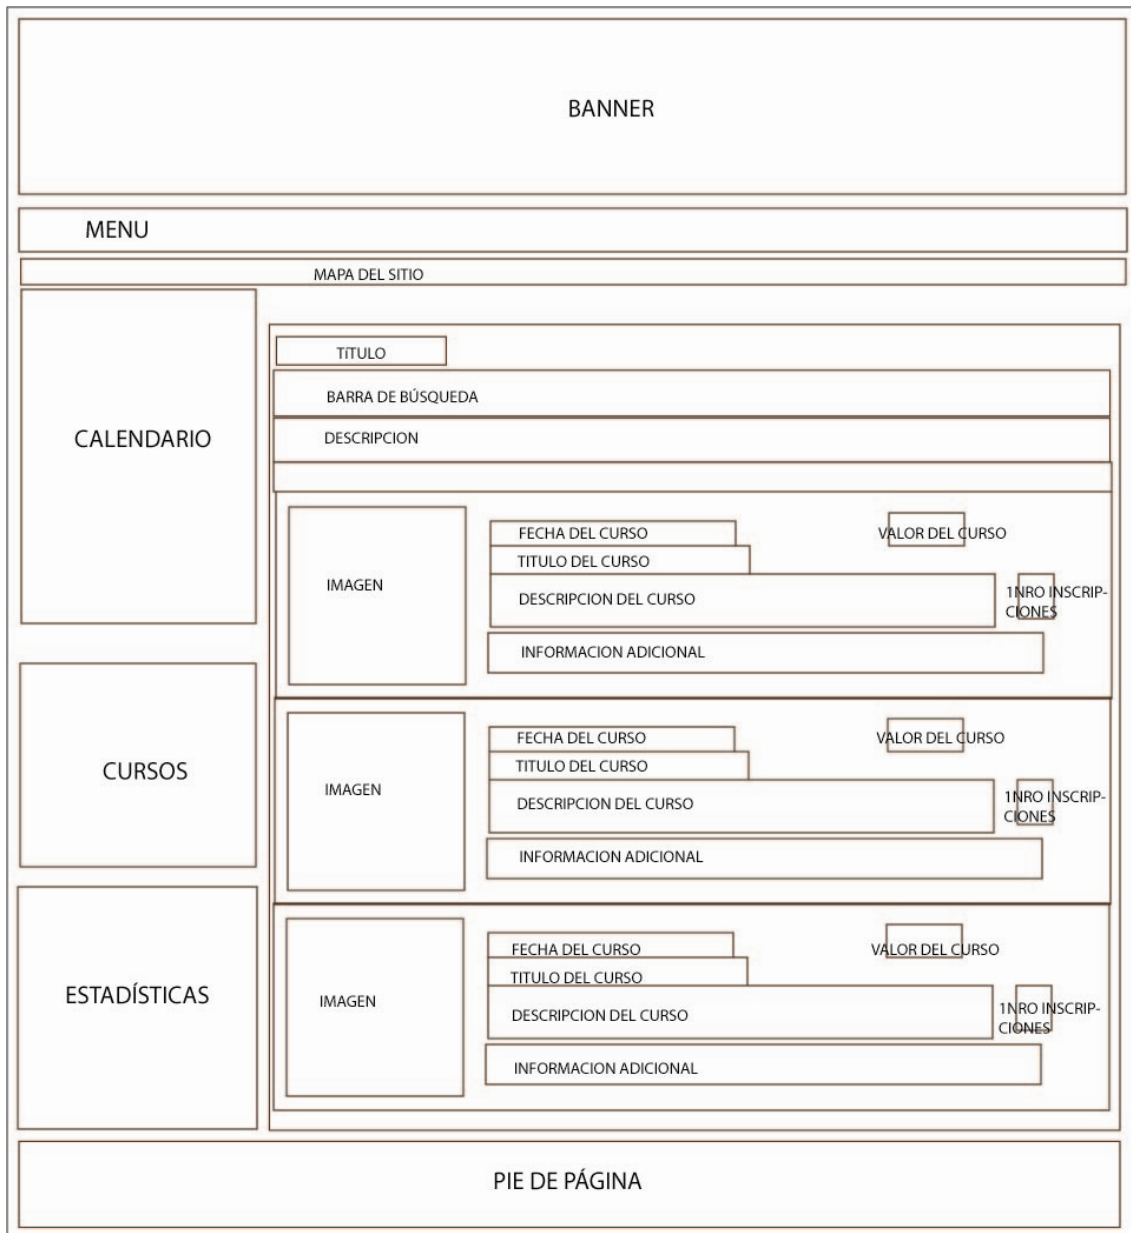 BANNER
MENU
MAPA DEL SITIO
CALENDARIO
CURSOS
ESTADÍSTICAS
TíTULO
BARRA DE BÚSQUEDA
DESCRIPCION
IMAGEN
FECHA DEL CURSO
VALOR DEL CURSO
TITULO DEL CURSO
DESCRIPCION DEL CURSO
1NRO INSCRIP-
CIONES
INFORMACION ADICIONAL
IMAGEN
FECHA DEL CURSO
VALOR DEL CURSO
TITULO DEL CURSO
DESCRIPCION DEL CURSO
1NRO INSCRIP-
CIONES
INFORMACION ADICIONAL
IMAGEN
FECHA DEL CURSO
VALOR DEL CURSO
TITULO DEL CURSO
DESCRIPCION DEL CURSO
1NRO INSCRIP-
CIONES
INFORMACION ADICIONAL
PIE DE PÁGINA